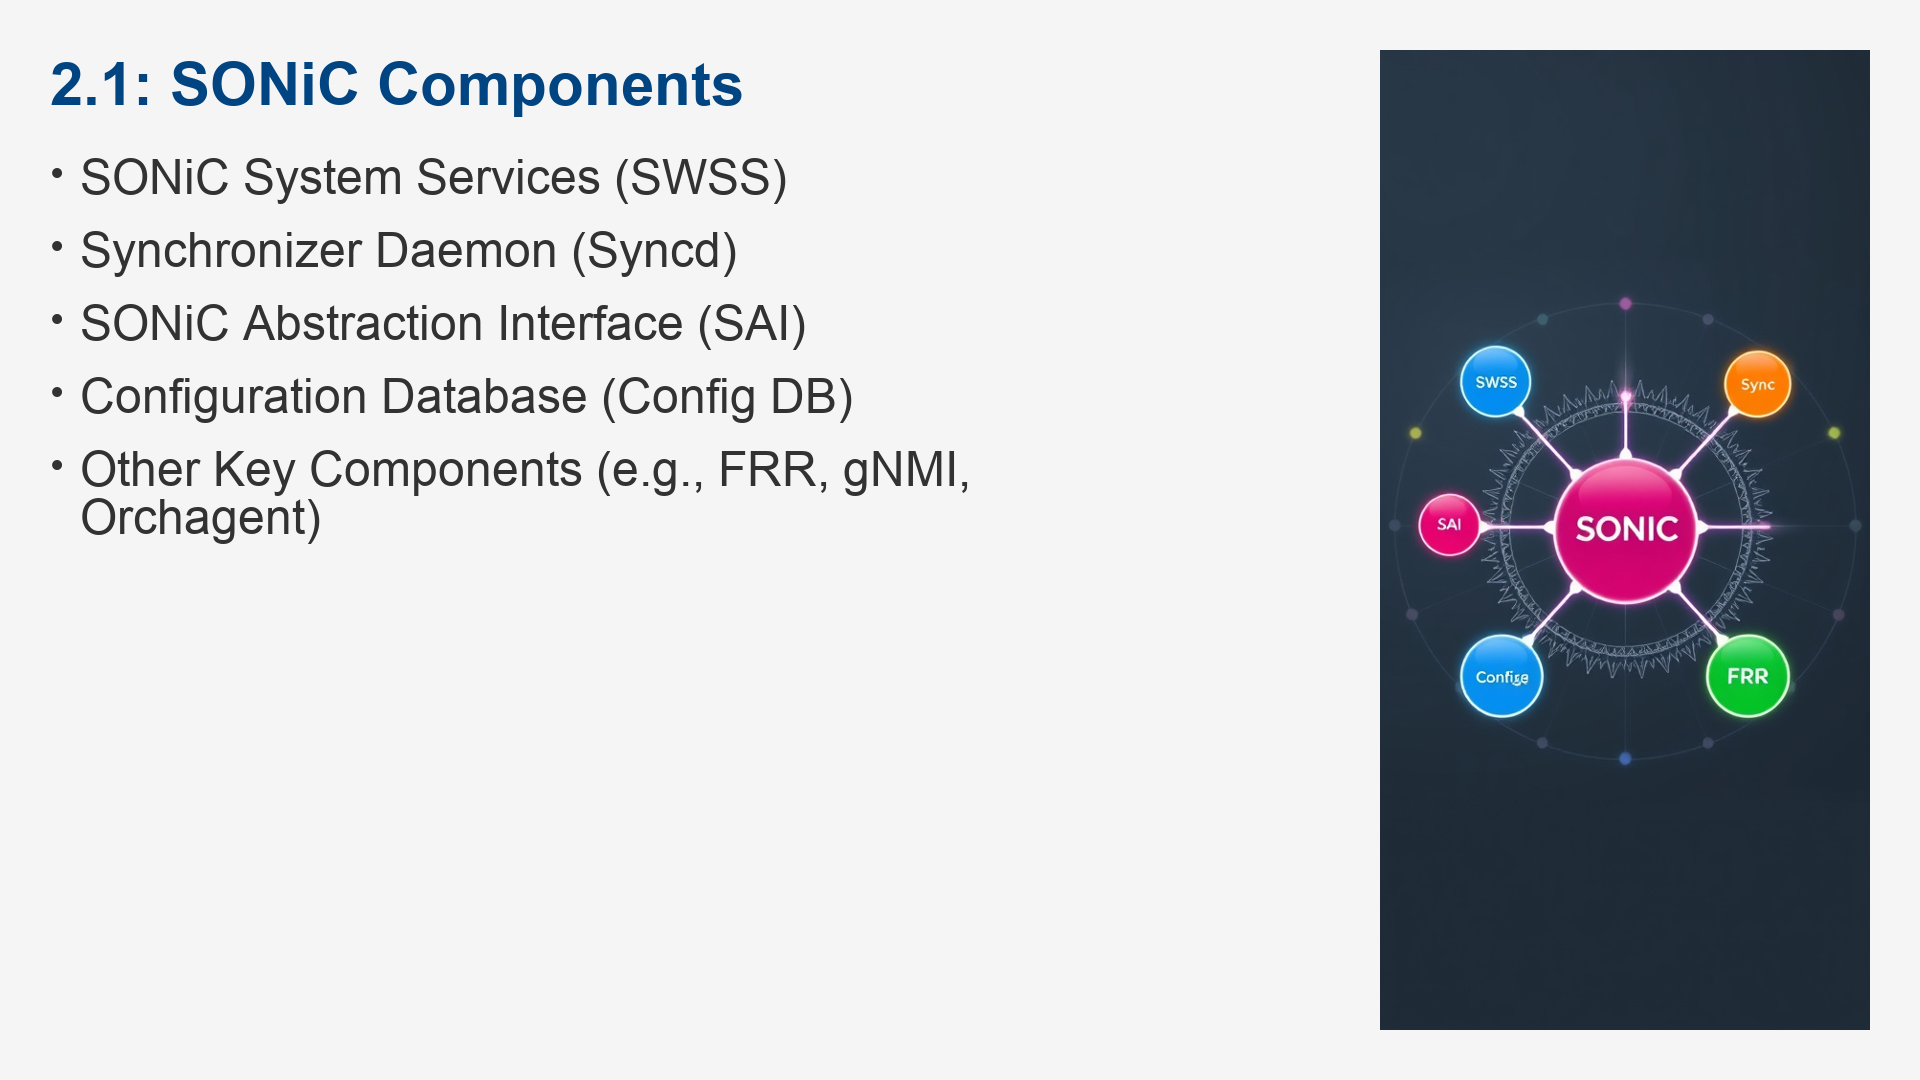 2.1: SONiC Components
• SONiC System Services (SWSS)
• Synchronizer Daemon (Syncd)
• SONiC Abstraction Interface (SAI)
• Configuration Database (Config DB)
• Other Key Components (e.g., FRR, gNMI,
Orchagent)
SWSS
Sync
SAI
SONIC
FRR